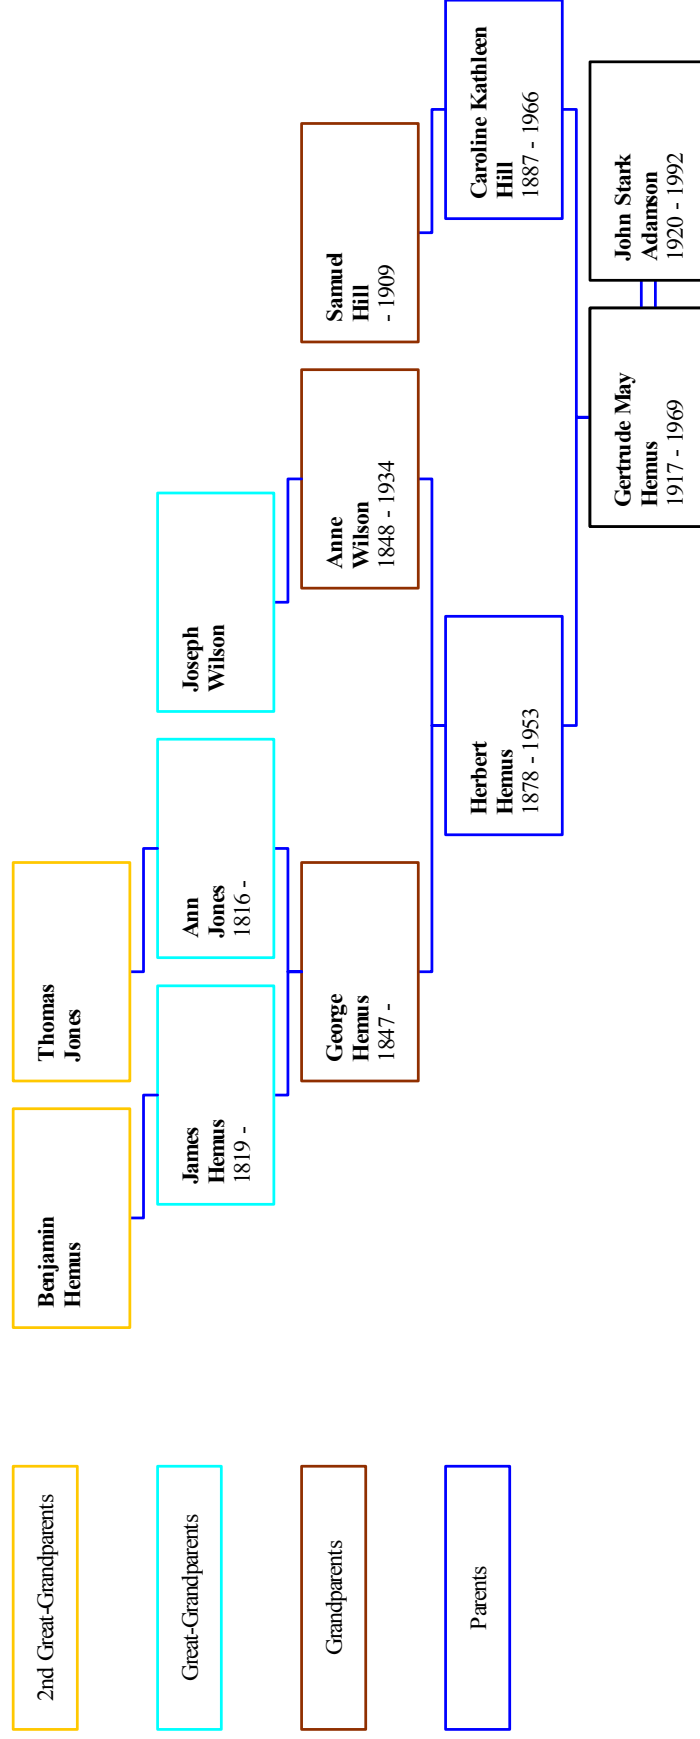 2nd Great-Grandparents
Benjamin
Hemus
Thomas
Jones
Great-Grandparents
James
Hemus
1819 -
Ann
Jones
1816 -
Joseph
Wilson
Grandparents
George
Hemus
1847 -
Anne
Wilson
1848 - 1934
Samuel
Hill
- 1909
Parents
Herbert
Hemus
1878 - 1953
Caroline Kathleen
Hill
1887 - 1966
Gertrude May
Hemus
1917 - 1969
John Stark
Adamson
1920 - 1992